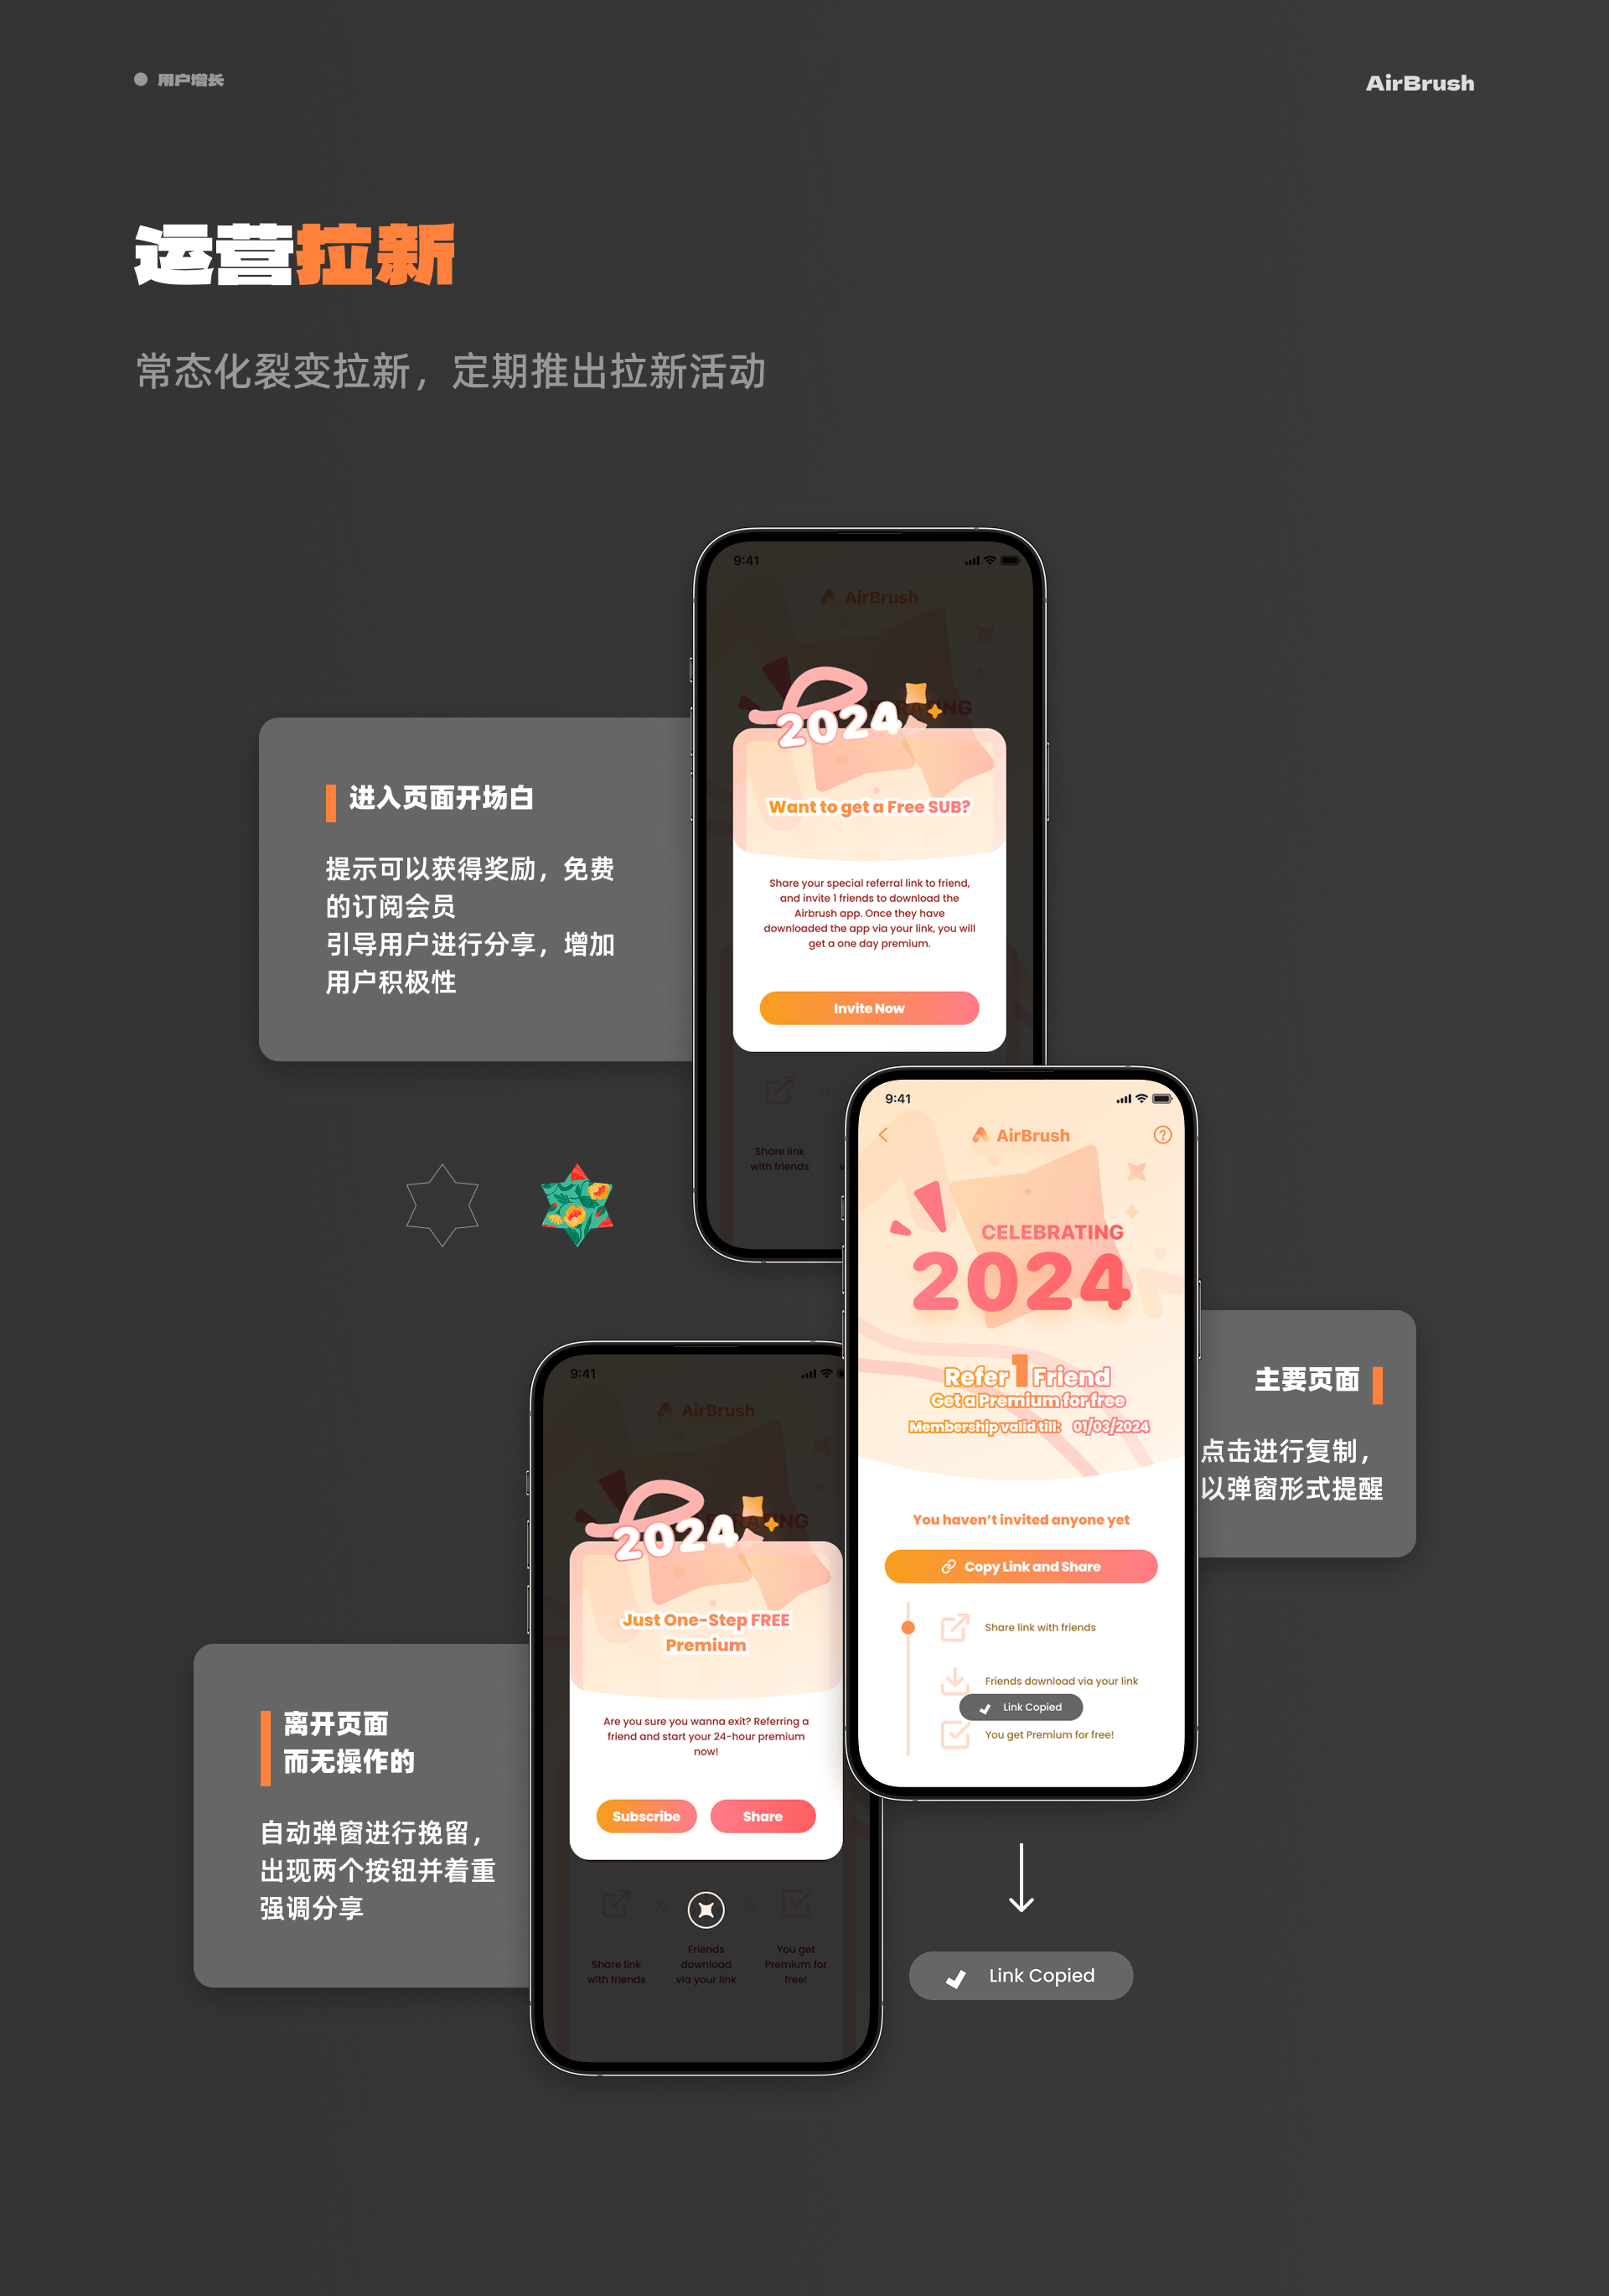 用户增长
AirBrush
运营拉新
常态化裂变拉新，定期推出拉新活动
9:41
AirBrush
2024
Want to get a Free SUB?
Share your special referral link to friend,
and invite 1 friends to download the
Airbrush app. Once they have
downloaded the app via your link, you will
get a one day premium.
Invite Now
Share link
with friends
进入页面开场白
提示可以获得奖励，免费
的订阅会员
引导用户进行分享，增加
用户积极性
9:41
AirBrush
CELEBRATING
2024
Refer 1 Friend
Get a Premium for free
Membership valid till: 01/03/2024
You haven't invited anyone yet
Copy Link and Share
Share link with friends
Friends download via your link
Link Copied
You get Premium for free!
主要页面
点击进行复制，
以弹窗形式提醒
9:41
AirBrush
2024
Just One-Step FREE
Premium
Are you sure you wanna exit? Referring a
friend and start your 24-hour premium
now!
Subscribe
Share
Share link
with friends
Friends
download
via your link
You get
Premium for
free!
离开页面
而无操作的
自动弹窗进行挽留，
出现两个按钮并着重
强调分享
Link Copied